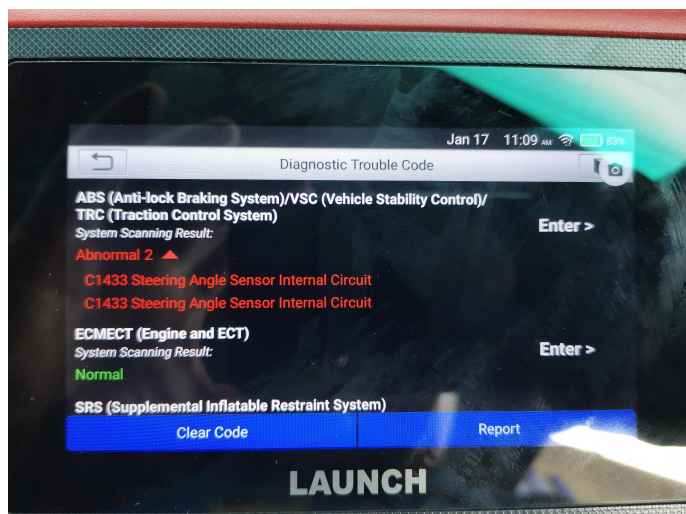 Jan 17 11:09 AM 83%
Diagnostic Trouble Code
ABS (Anti-lock Braking System)/VSC (Vehicle Stability Control)/
TRC (Traction Control System)
Enter >
System Scanning Result:
Abnormal 2
C1433 Steering Angle Sensor Internal Circuit
C1433 Steering Angle Sensor Internal Circuit
ECMECT (Engine and ECT)
System Scanning Result:
Enter >
Normal
SRS (Supplemental Inflatable Restraint System)
Clear Code Report
LAUNCH